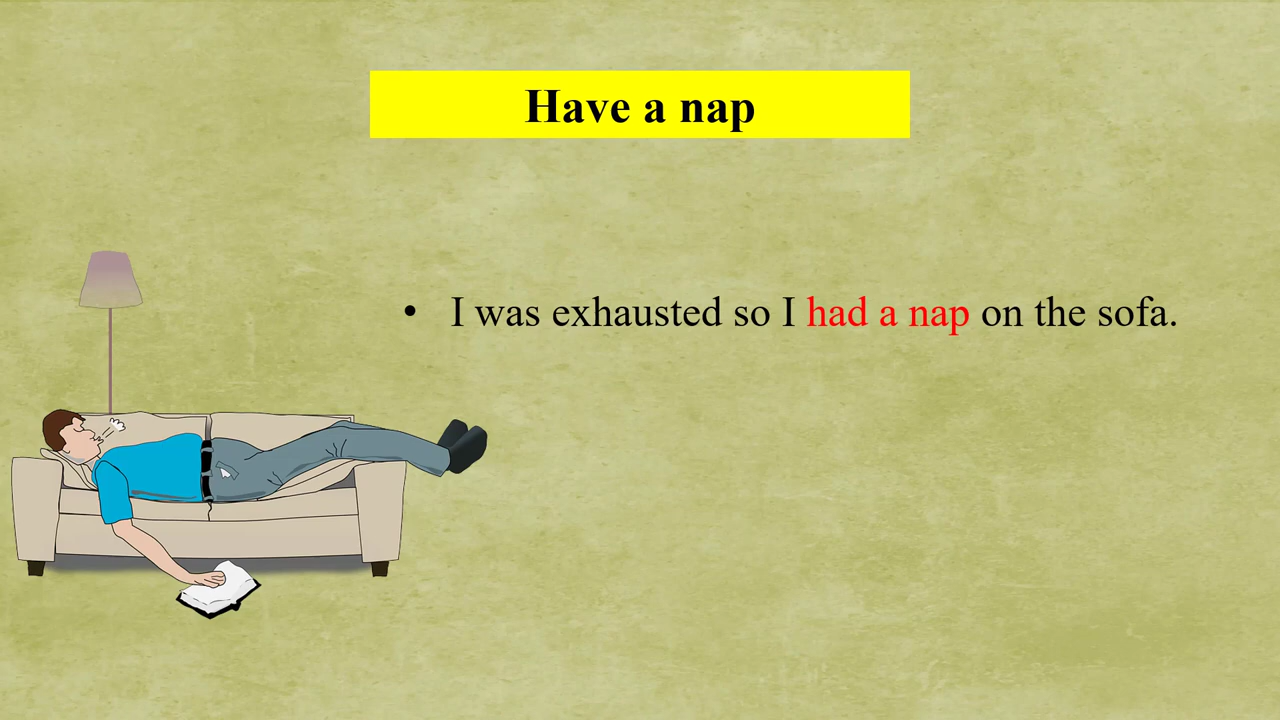 Have a nap
• I was exhausted so I had a nap on the sofa.